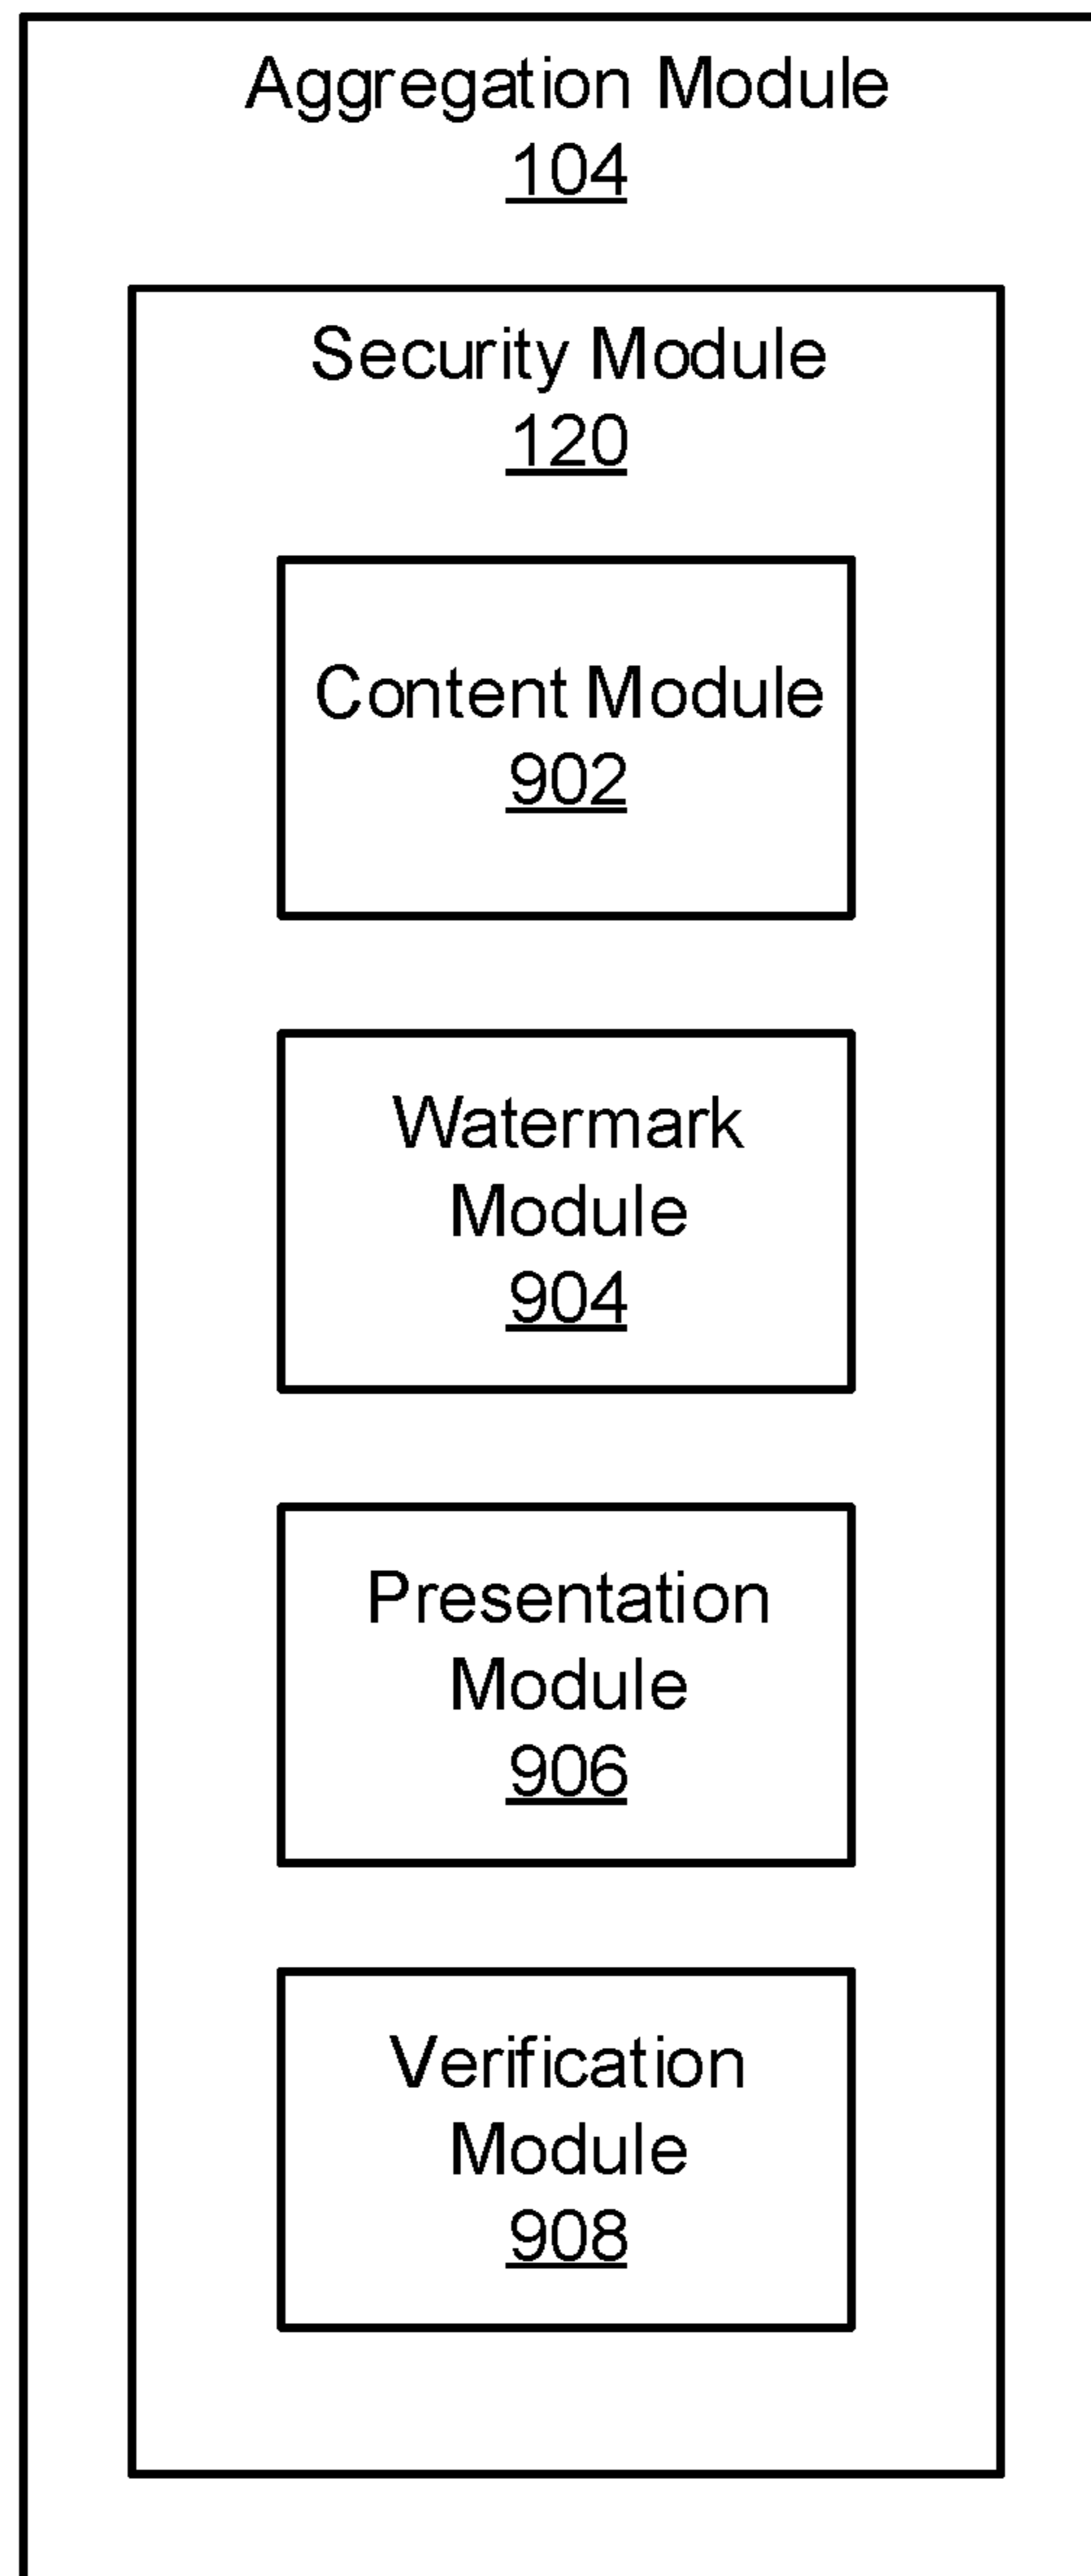 Aggregation Module
104
Security Module
120
Content Module
902
Watermark
Module
904
Presentation
Module
906
Verification
Module
908